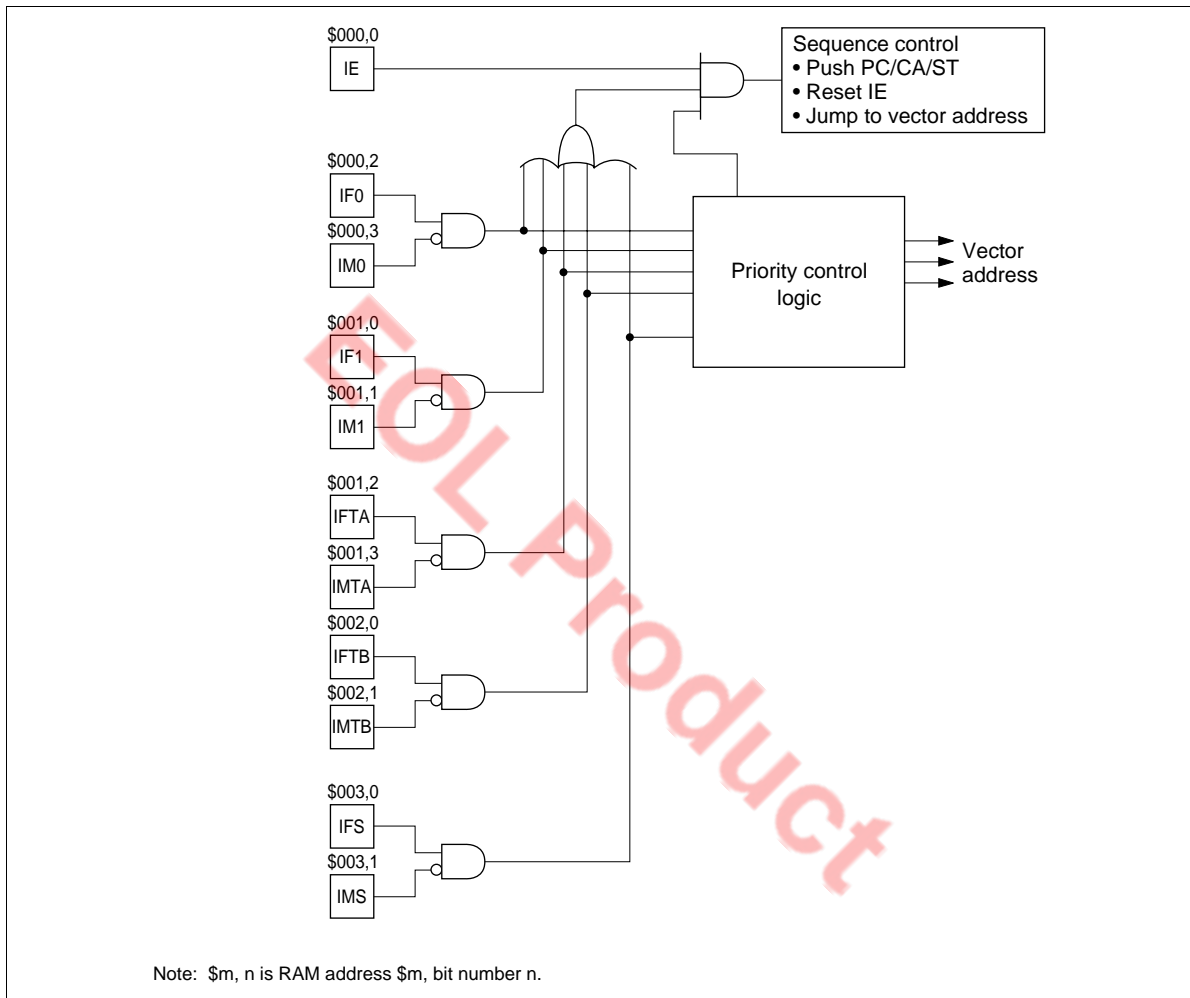 $000,0
IE
Sequence control
• Push PC/CA/ST
• Reset IE
• Jump to vector address
$000,2
IF0
$000,3
IM0
Priority control
logic
Vector
address
$001,0
IF1
$001,1
IM1
$001,2
IFTA
$001,3
IMTA
$002,0
IFTB
$002,1
IMTB
$003,0
IFS
$003,1
IMS
EOL Product
Note: $m, n is RAM address $m, bit number n.